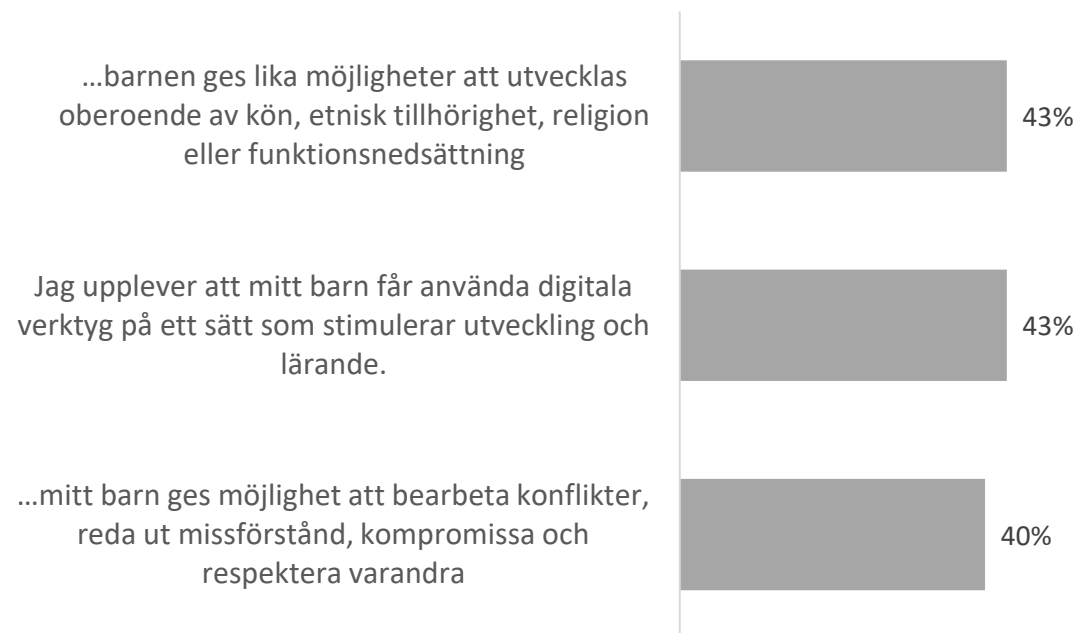 …barnen ges lika möjligheter att utvecklas
oberoende av kön, etnisk tillhörighet, religion
eller funktionsnedsättning
43%
Jag upplever att mitt barn får använda digitala
verktyg på ett sätt som stimulerar utveckling och
lärande.
43%
…mitt barn ges möjlighet att bearbeta konflikter,
reda ut missförstånd, kompromissa och
respektera varandra
40%